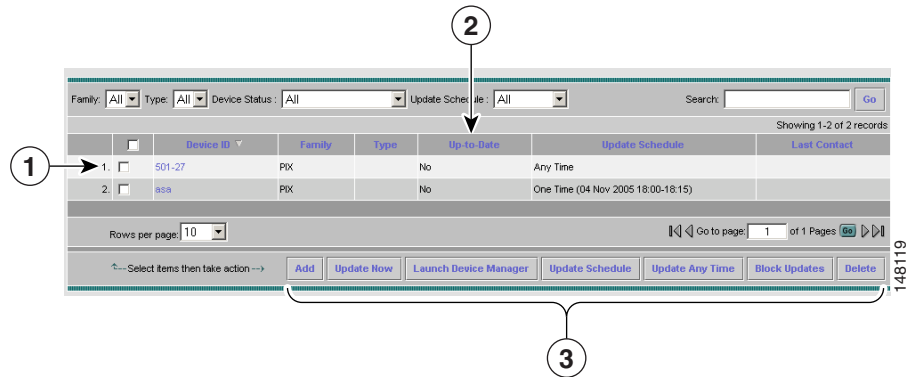 2
Family: All Type: All Device Status : All Update Schedule : All Search: Go
Showing 1-2 of 2 records
Device ID Family Type Up-to-Date Update Schedule Last Contact
1
1. 501-27 PIX No Any Time
2. asa PIX No One Time (04 Nov 2005 18:00-18:15)
Rows per page: 10 Go to page: 1 of 1 Pages Go
Select items then take action Add Update Now Launch Device Manager Update Schedule Update Any Time Block Updates Delete
148119
3